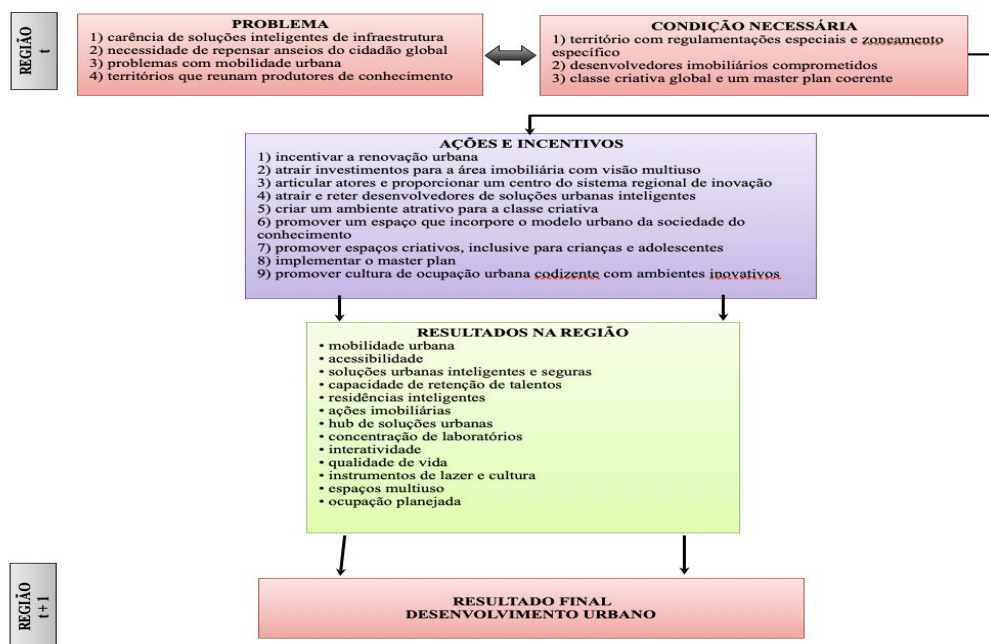 REGIÃO
t
PROBLEMA
1) carência de soluções inteligentes de infraestrutura
2) necessidade de repensar anseios do cidadão global
3) problemas com mobilidade urbana
4) territórios que reunam produtores de conhecimento
CONDIÇÃO NECESSÁRIA
1) território com regulamentações especiais e zoneamento
específico
2) desenvolvedores imobiliários comprometidos
3) classe criativa global e um master plan coerente
AÇÕES E INCENTIVOS
1) incentivar a renovação urbana
2) atrair investimentos para a área imobiliária com visão multiuso
3) articular atores e proporcionar um centro do sistema regional de inovação
4) atrair e reter desenvolvedores de soluções urbanas inteligentes
5) criar um ambiente atrativo para a classe criativa
6) promover um espaço que incorpore o modelo urbano da sociedade do
conhecimento
7) promover espaços criativos, inclusive para crianças e adolescentes
8) implementar o master plan
9) promover cultura de ocupação urbana codizente com ambientes inovativos
RESULTADOS NA REGIÃO
• mobilidade urbana
• acessibilidade
• soluções urbanas inteligentes e seguras
• capacidade de retenção de talentos
• residências inteligentes
• ações imobiliárias
• hub de soluções urbanas
• concentração de laboratórios
• interatividade
• qualidade de vida
• instrumentos de lazer e cultura
• espaços multiuso
• ocupação planejada
REGIÃO
t+1
RESULTADO FINAL
DESENVOLVIMENTO URBANO